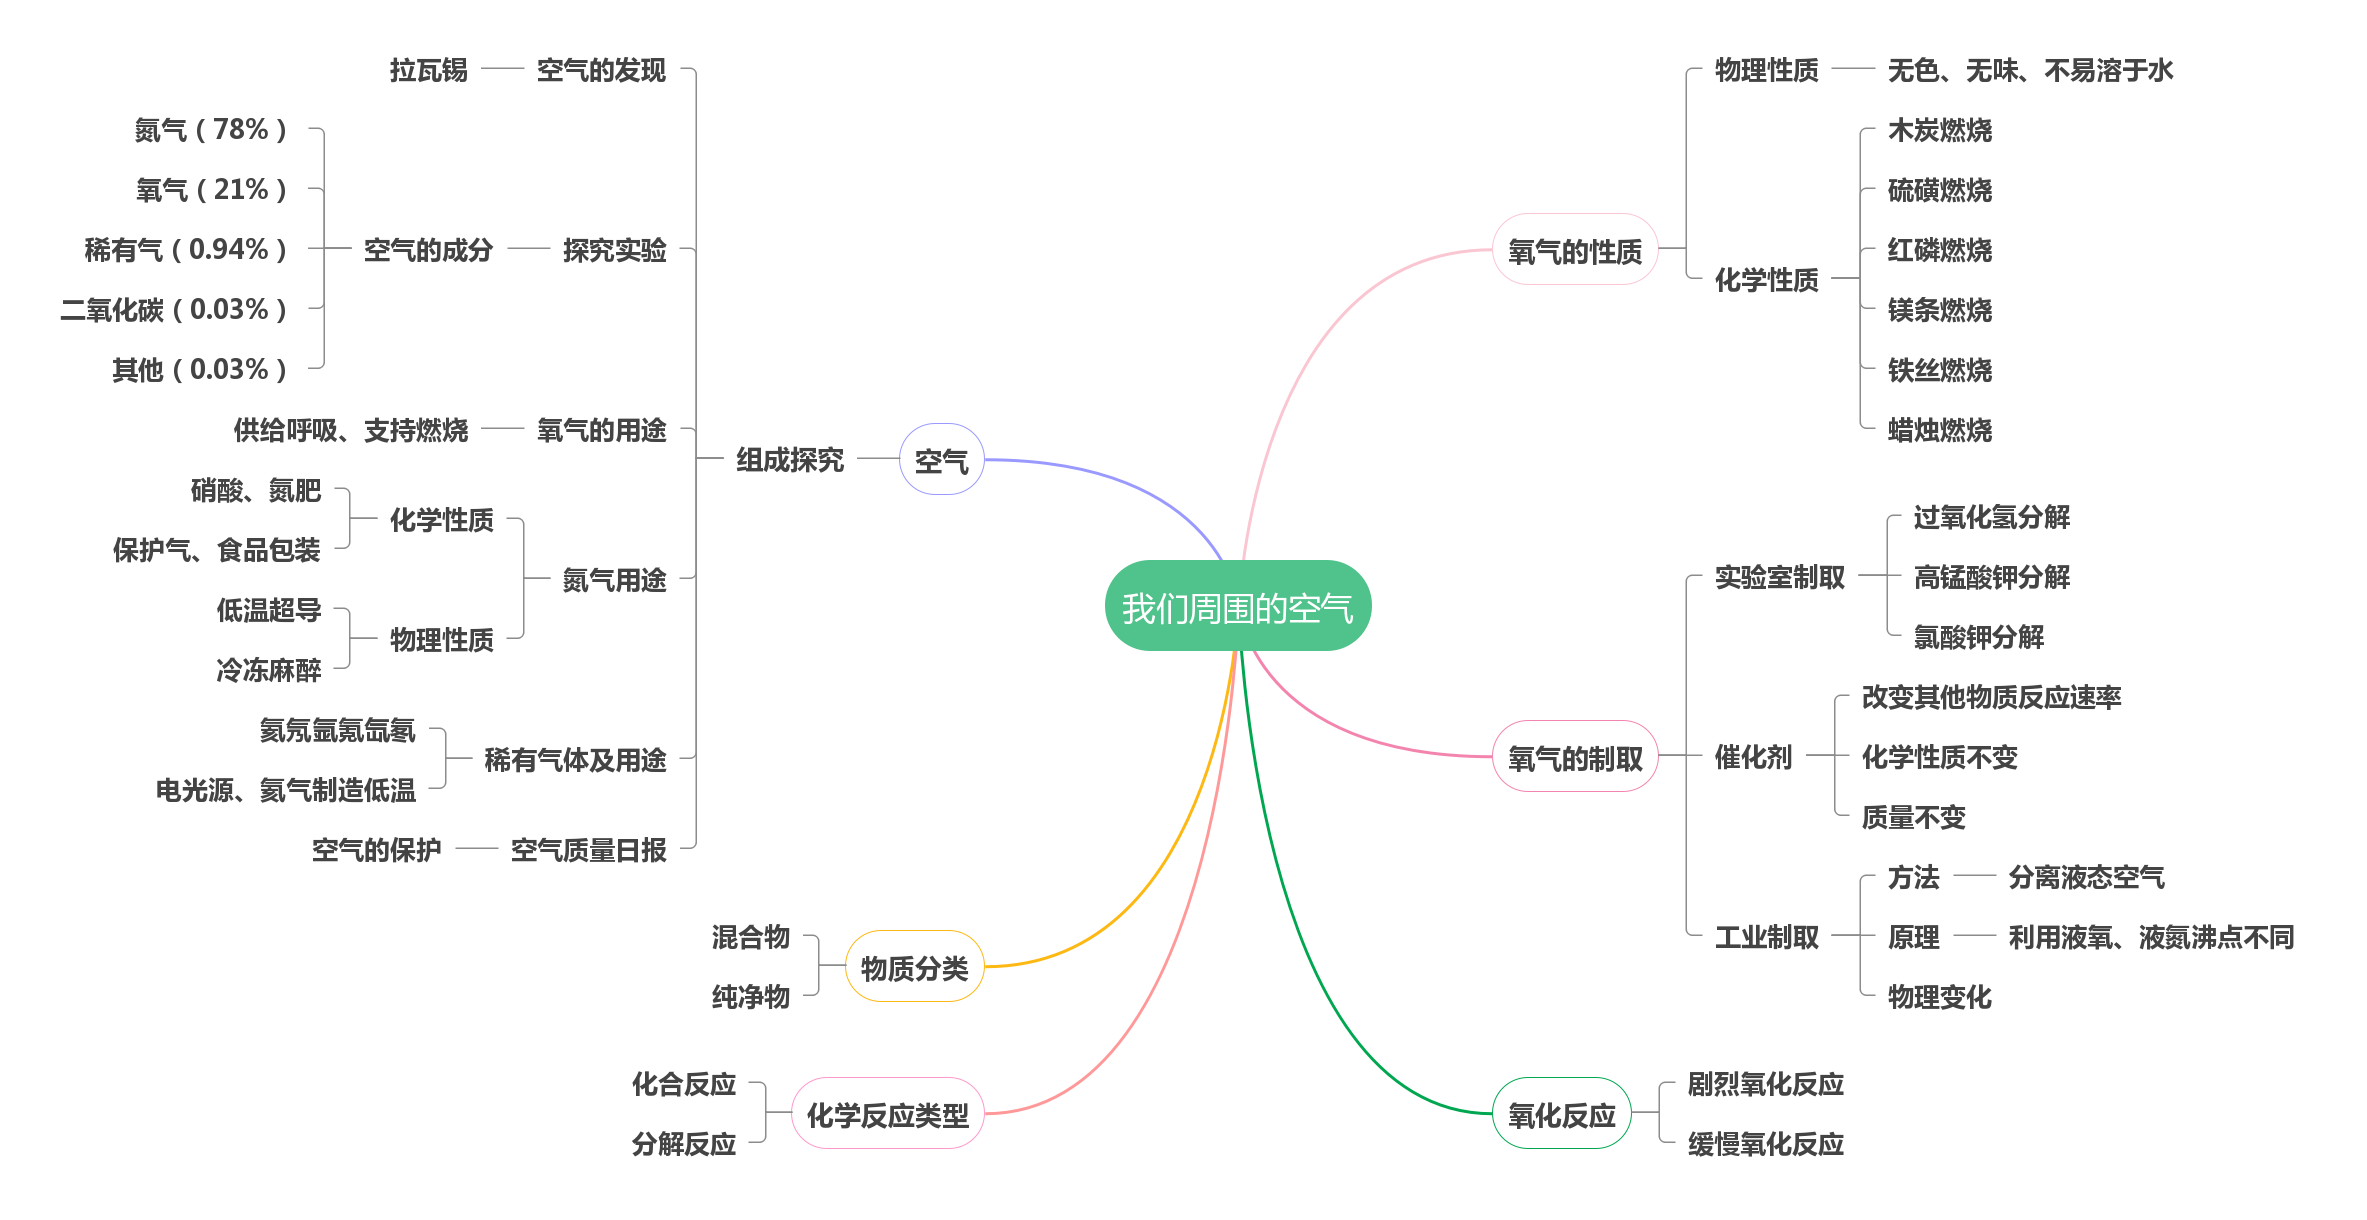 我们周围的空气
氧气的性质
物理性质
无色、无味、不易溶于水
化学性质
木炭燃烧
硫磺燃烧
红磷燃烧
镁条燃烧
铁丝燃烧
蜡烛燃烧
氧气的制取
实验室制取
过氧化氢分解
高锰酸钾分解
氯酸钾分解
催化剂
改变其他物质反应速率
化学性质不变
质量不变
工业制取
方法
分离液态空气
原理
利用液氧、液氮沸点不同
物理变化
氧化反应
剧烈氧化反应
缓慢氧化反应
空气
组成探究
空气的发现
拉瓦锡
探究实验
空气的成分
氮气（78%）
氧气（21%）
稀有气（0.94%）
二氧化碳（0.03%）
其他（0.03%）
氧气的用途
供给呼吸、支持燃烧
氮气用途
化学性质
硝酸、氮肥
保护气、食品包装
物理性质
低温超导
冷冻麻醉
稀有气体及用途
氦氖氩氪氙氡
电光源、氦气制造低温
空气质量日报
空气的保护
物质分类
混合物
纯净物
化学反应类型
化合反应
分解反应